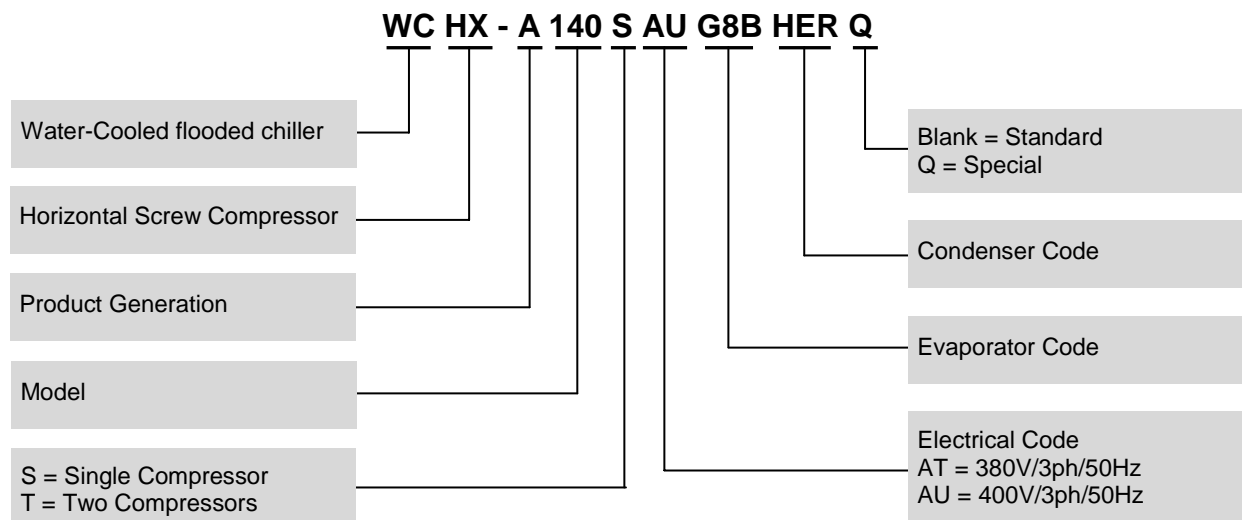 WC HX - A 140 S AU G8B HER Q
Water-Cooled flooded chiller
Horizontal Screw Compressor
Product Generation
Model
S = Single Compressor
T = Two Compressors
Blank = Standard
Q = Special
Condenser Code
Evaporator Code
Electrical Code
AT = 380V/3ph/50Hz
AU = 400V/3ph/50Hz